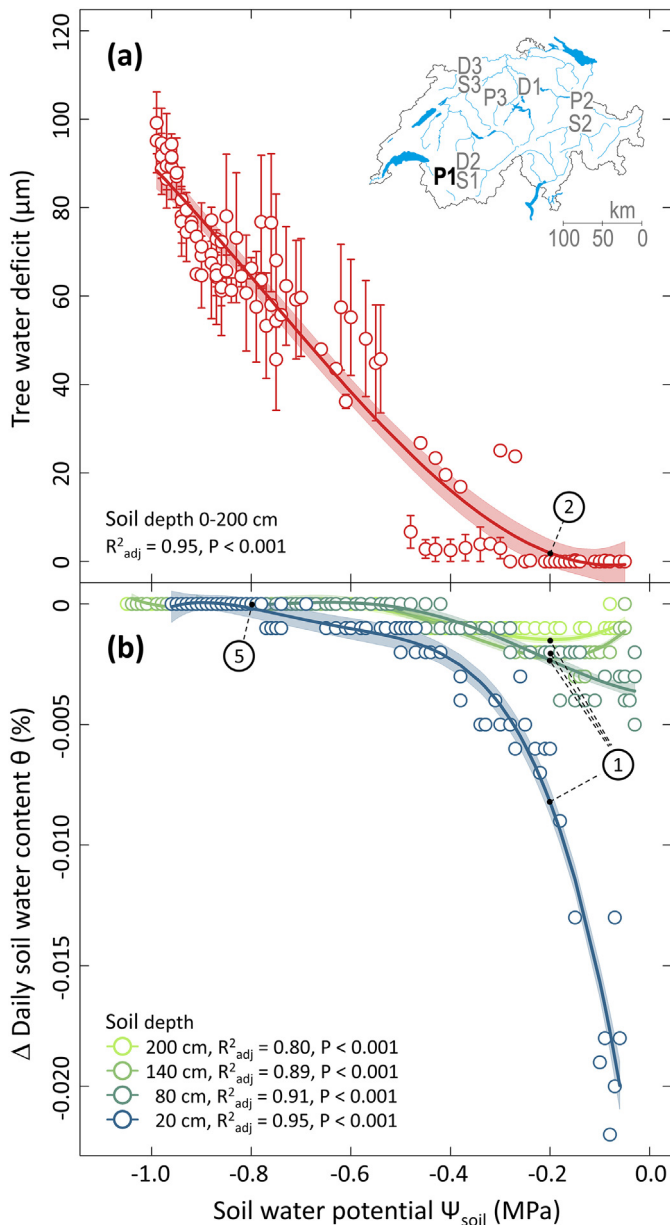 (a)
D3
S3
D1
P3
P2
S2
D2
P1
S1
km
100 50 0
120
100
80
60
40
20
0
Tree water deficit (μm)
2
Soil depth 0-200 cm
R²adj = 0.95, P < 0.001
(b)
5
1
0
-0.005
-0.010
-0.015
-0.020
Δ Daily soil water content θ (%)
Soil depth
200 cm, R²adj = 0.80, P < 0.001
140 cm, R²adj = 0.89, P < 0.001
80 cm, R²adj = 0.91, P < 0.001
20 cm, R²adj = 0.95, P < 0.001
-1.0 -0.8 -0.6 -0.4 -0.2 0.0
Soil water potential Ψsoil (MPa)